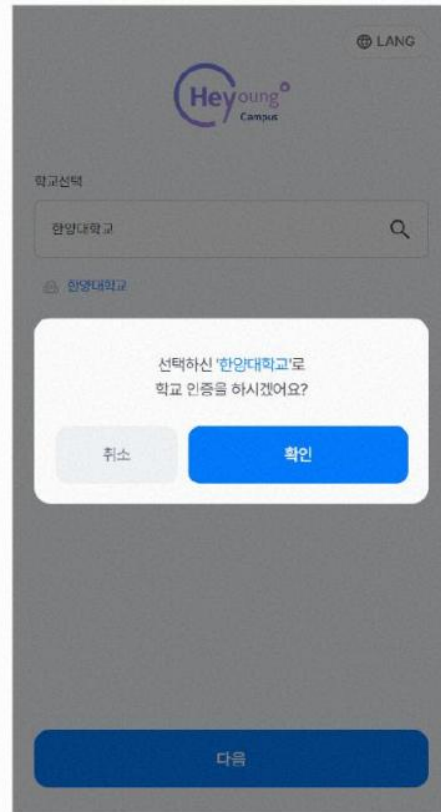 LANG
Heyoung
Campus
학교선택
한양대학교
한양대학교
선택하신 '한양대학교'로
학교 인증을 하시겠어요?
취소
확인
다음